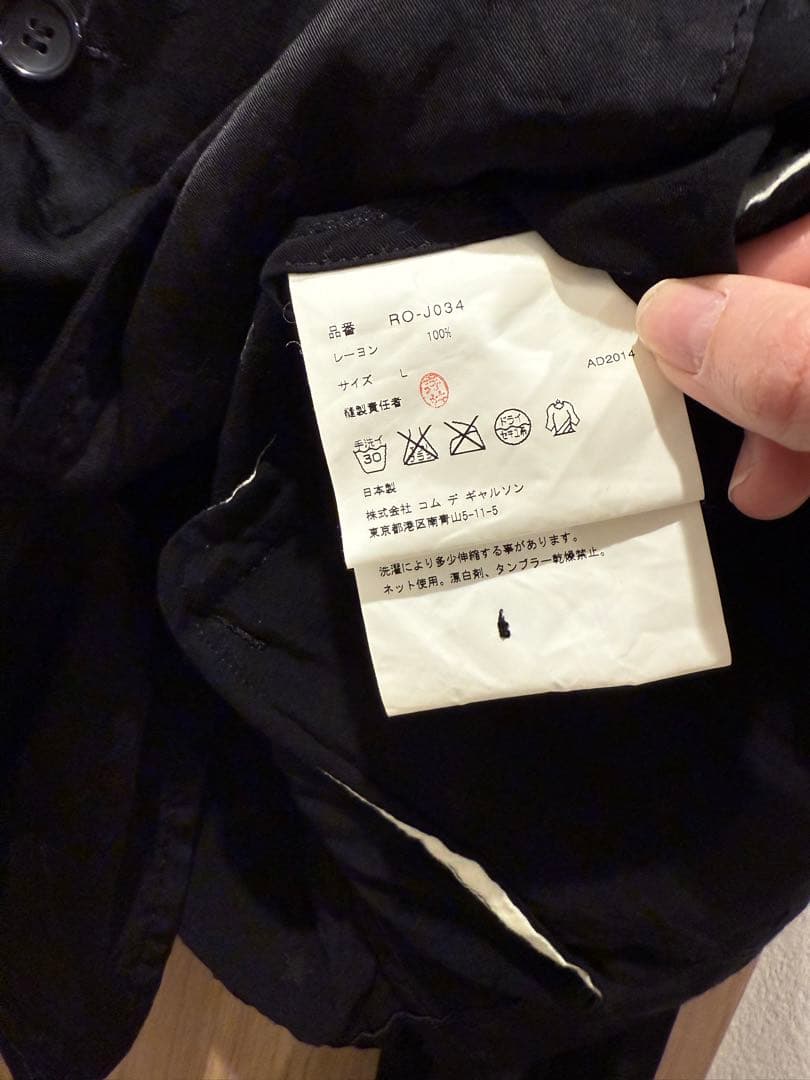 品番 RO-J034
レーヨン 100%
サイズ L
AD2014
縫製責任者
手洗イ 30
ドライ セキユ系
日本製
株式会社 コム デ ギャルソン
東京都港区南青山5-11-5
洗濯により多少伸縮する事があります。
ネット使用。漂白剤、タンブラー乾燥禁止。